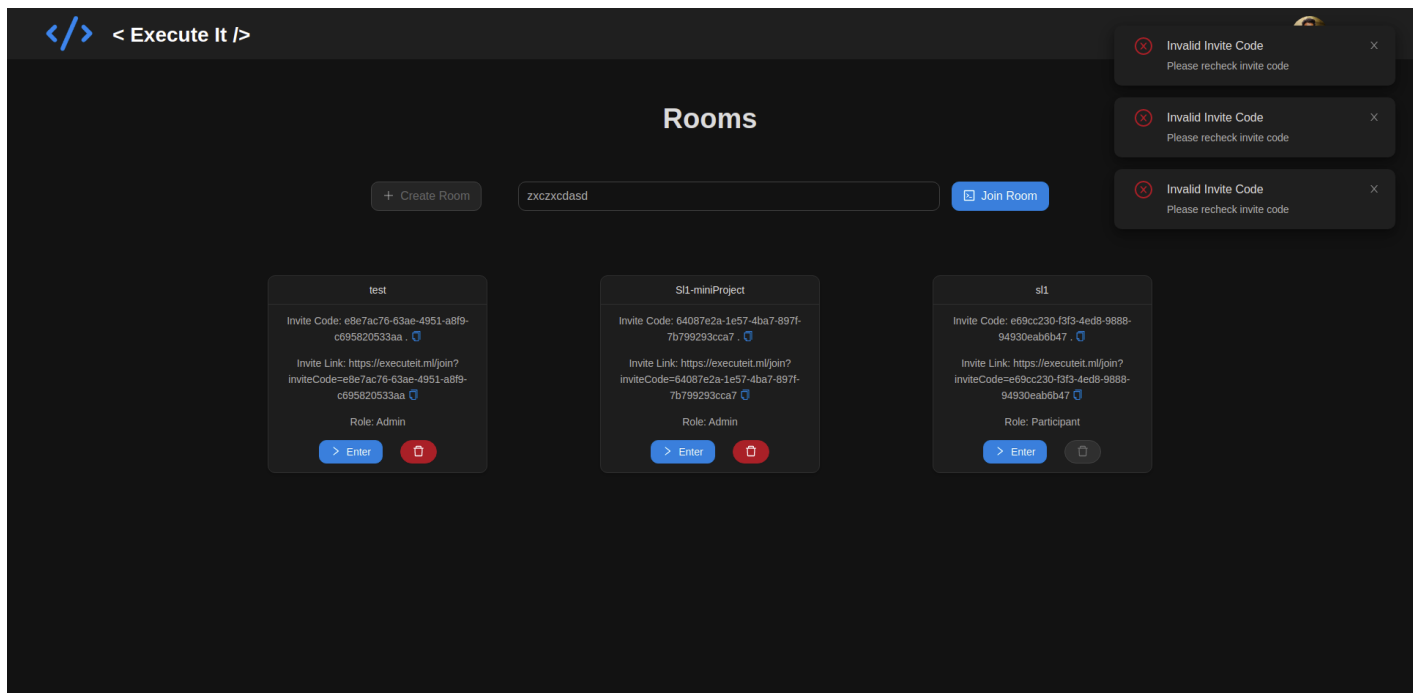 </> < Execute It />
Rooms
+ Create Room
zxczxcdasd
Join Room
Invalid Invite Code
Please recheck invite code
Invalid Invite Code
Please recheck invite code
Invalid Invite Code
Please recheck invite code
test
Invite Code: e8e7ac76-63ae-4951-a8f9-
c695820533aa .
Invite Link: https://executeit.ml/join?
inviteCode=e8e7ac76-63ae-4951-a8f9-
c695820533aa
Role: Admin
Enter
Sl1-miniProject
Invite Code: 64087e2a-1e57-4ba7-897f-
7b799293cca7 .
Invite Link: https://executeit.ml/join?
inviteCode=64087e2a-1e57-4ba7-897f-
7b799293cca7
Role: Admin
Enter
sl1
Invite Code: e69cc230-f3f3-4ed8-9888-
94930eab6b47 .
Invite Link: https://executeit.ml/join?
inviteCode=e69cc230-f3f3-4ed8-9888-
94930eab6b47
Role: Participant
Enter